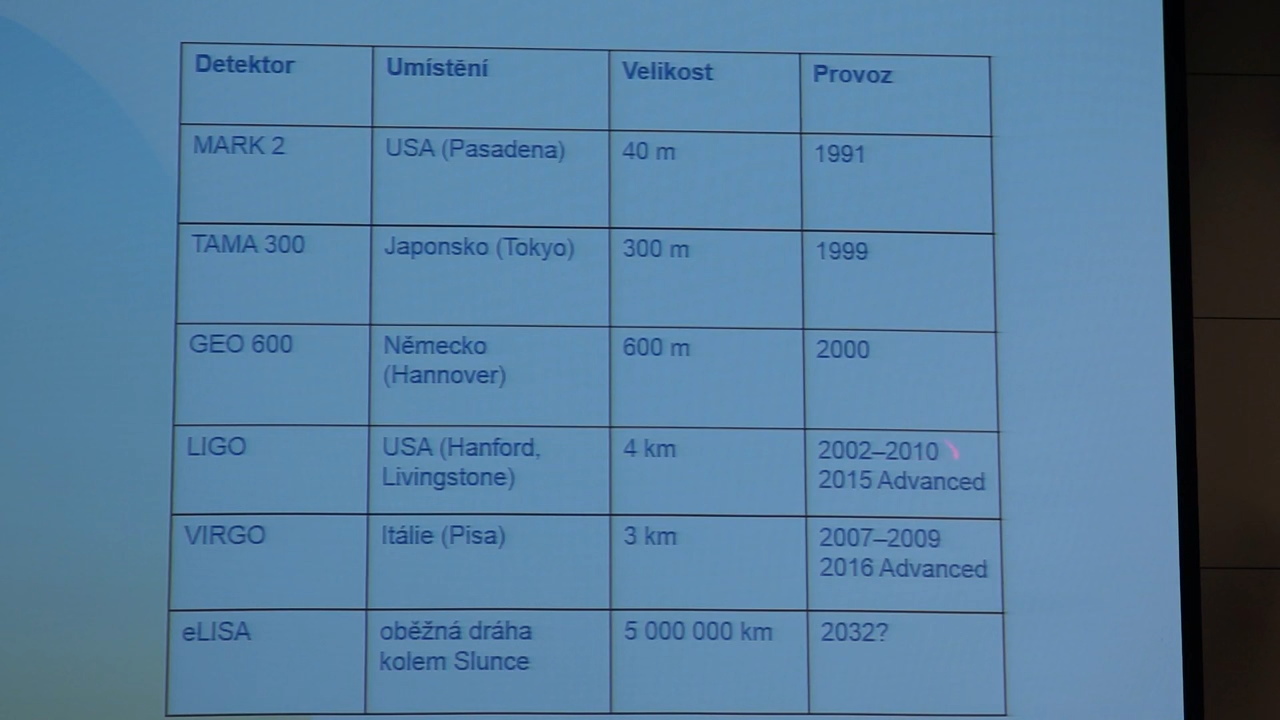 Detektor Umístění Velikost Provoz
MARK 2 USA (Pasadena) 40 m 1991
TAMA 300 Japonsko (Tokyo) 300 m 1999
GEO 600 Německo 600 m 2000
(Hannover)
LIGO USA (Hanford, 4 km 2002–2010
Livingstone) 2015 Advanced
VIRGO Itálie (Pisa) 3 km 2007–2009
2016 Advanced
eLISA oběžná dráha 5 000 000 km 2032?
kolem Slunce